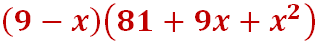 (9 − x)(81 + 9x + x²)